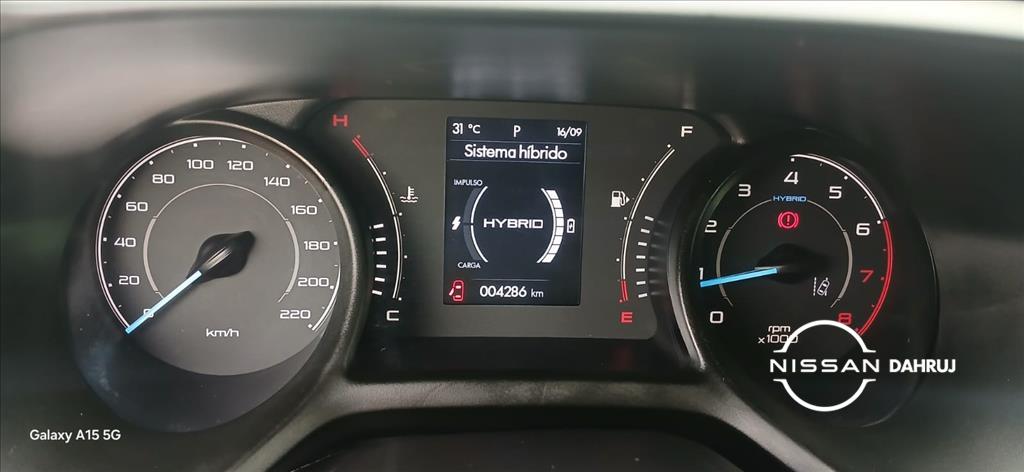 31 °C P 16/09
Sistema híbrido
IMPULSO
HYBRID
CARGA
004286 km
H
C
F
E
0 20 40 60 80 100 120 140 160 180 200 220
km/h
0 1 2 3 4 5 6 7 8
HYBRID
rpm
x1000
NISSAN DAHRUJ
Galaxy A15 5G